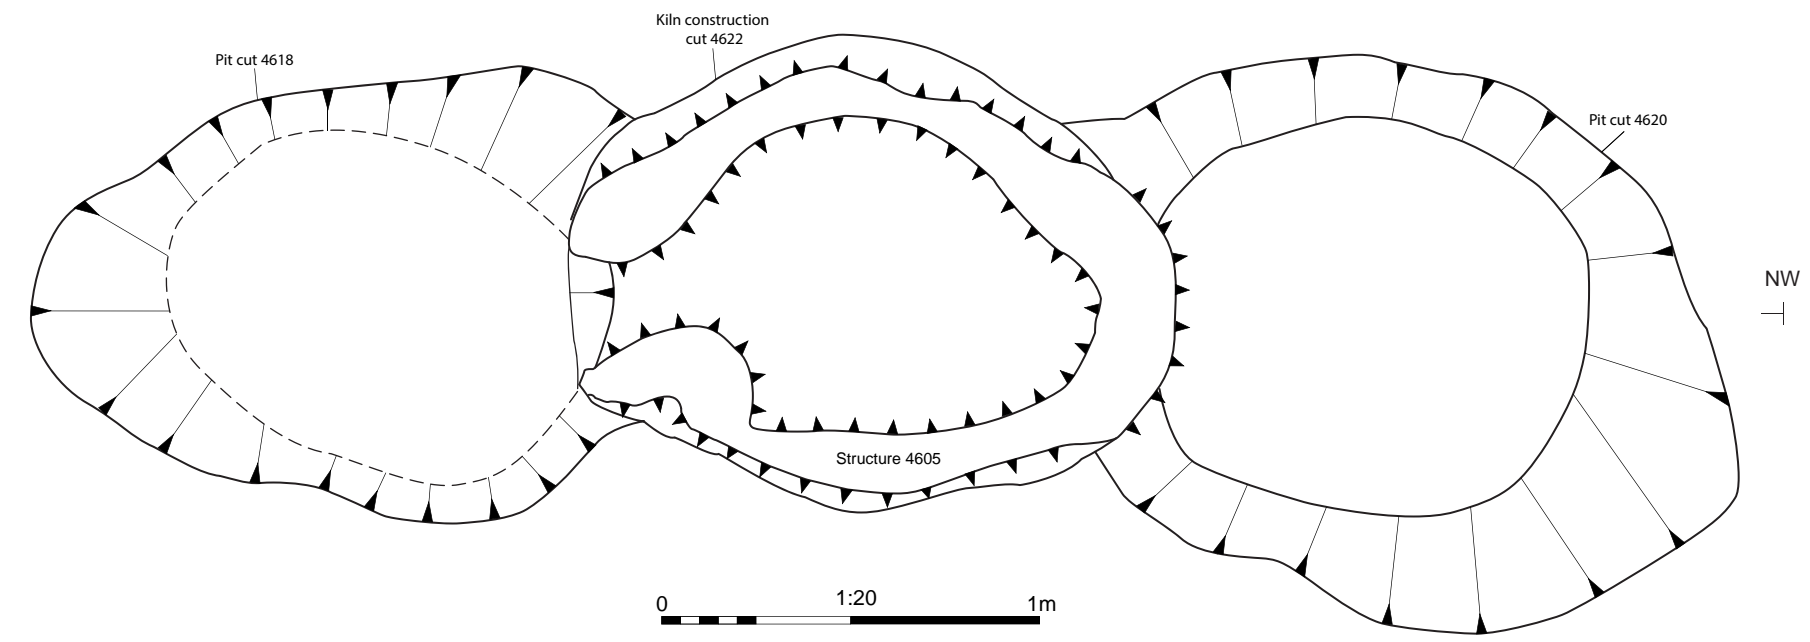 Kiln construction
cut 4622
Pit cut 4618
Pit cut 4620
NW
Structure 4605
0 1:20 1m